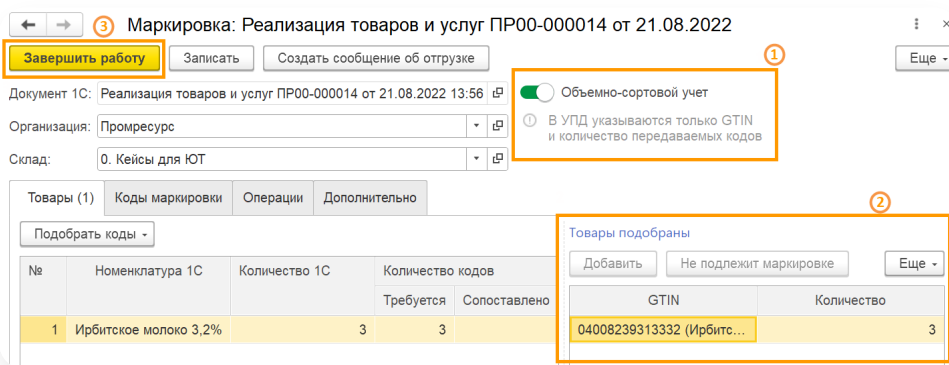 ③ Маркировка: Реализация товаров и услуг ПР00-000014 от 21.08.2022
Завершить работу Записать Создать сообщение об отгрузке ① Еще
Документ 1С: Реализация товаров и услуг ПР00-000014 от 21.08.2022 13:56 Объемно-сортовой учет
Организация: Промресурс В УПД указываются только GTIN
и количество передаваемых кодов
Склад: 0. Кейсы для ЮТ
Товары (1) Коды маркировки Операции Дополнительно ②
Подобрать коды Товары подобраны
Добавить Не подлежит маркировке Еще
№ Номенклатура 1С Количество 1С Количество кодов
Требуется Сопоставлено GTIN Количество
1 Ирбитское молоко 3,2% 3 3 04008239313332 (Ирбитс... 3